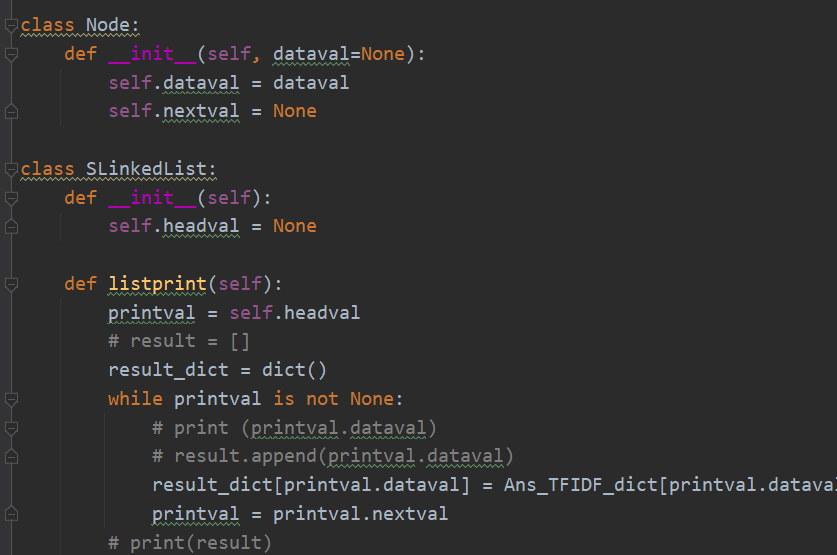 class Node:
    def __init__(self, dataval=None):
        self.dataval = dataval
        self.nextval = None
class SLinkedList:
    def __init__(self):
        self.headval = None
    def listprint(self):
        printval = self.headval
        # result = []
        result_dict = dict()
        while printval is not None:
            # print (printval.dataval)
            # result.append(printval.dataval)
            result_dict[printval.dataval] = Ans_TFIDF_dict[printval.dataval
            printval = printval.nextval
        # print(result)